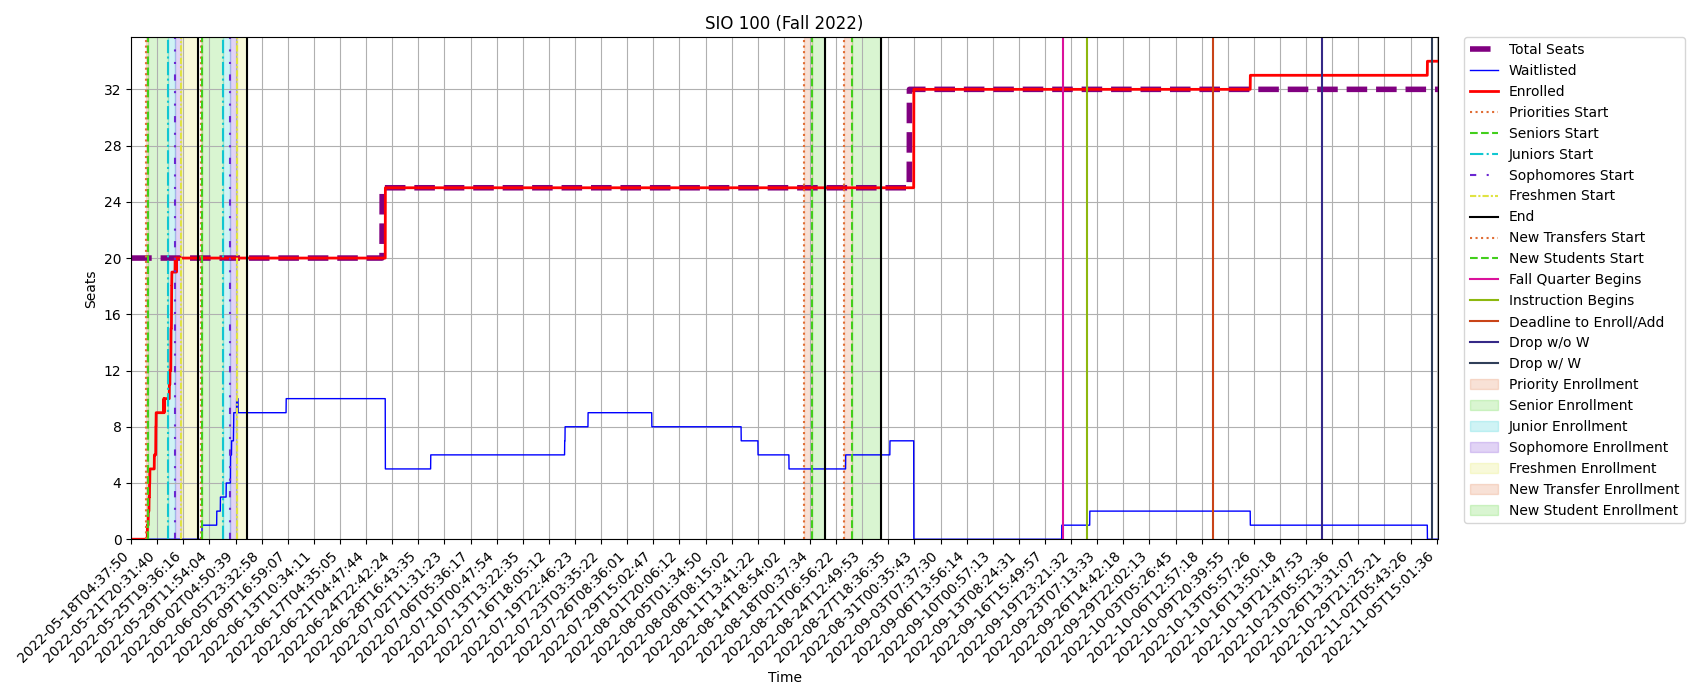 SIO 100 (Fall 2022)
Seats
32
28
24
20
16
12
8
4
0
2022-05-18T04:37:50
2022-05-21T20:31:40
2022-05-25T19:36:16
2022-05-29T11:54:04
2022-06-02T04:50:39
2022-06-05T23:32:58
2022-06-09T16:59:07
2022-06-13T10:34:11
2022-06-17T04:35:05
2022-06-21T04:47:44
2022-06-24T22:42:24
2022-06-28T16:43:35
2022-07-02T11:31:23
2022-07-06T05:36:17
2022-07-10T00:47:54
2022-07-13T13:22:35
2022-07-16T18:05:12
2022-07-19T22:46:23
2022-07-23T03:35:22
2022-07-26T08:36:01
2022-07-29T15:02:47
2022-08-01T20:06:12
2022-08-05T01:34:50
2022-08-08T08:15:02
2022-08-11T13:41:22
2022-08-14T18:54:02
2022-08-18T00:37:34
2022-08-21T06:56:22
2022-08-24T12:49:53
2022-08-27T18:36:35
2022-08-31T00:35:43
2022-09-03T07:37:30
2022-09-06T13:56:14
2022-09-10T00:57:13
2022-09-13T08:24:31
2022-09-16T15:49:57
2022-09-19T23:21:32
2022-09-23T07:13:33
2022-09-26T14:42:18
2022-09-29T22:02:13
2022-10-03T05:26:45
2022-10-06T12:57:18
2022-10-09T20:39:55
2022-10-13T05:57:26
2022-10-16T13:50:18
2022-10-19T21:47:53
2022-10-23T05:52:36
2022-10-26T13:31:07
2022-10-29T21:25:21
2022-11-02T05:43:26
2022-11-05T15:01:36
Time
Total Seats
Waitlisted
Enrolled
Priorities Start
Seniors Start
Juniors Start
Sophomores Start
Freshmen Start
End
New Transfers Start
New Students Start
Fall Quarter Begins
Instruction Begins
Deadline to Enroll/Add
Drop w/o W
Drop w/ W
Priority Enrollment
Senior Enrollment
Junior Enrollment
Sophomore Enrollment
Freshmen Enrollment
New Transfer Enrollment
New Student Enrollment